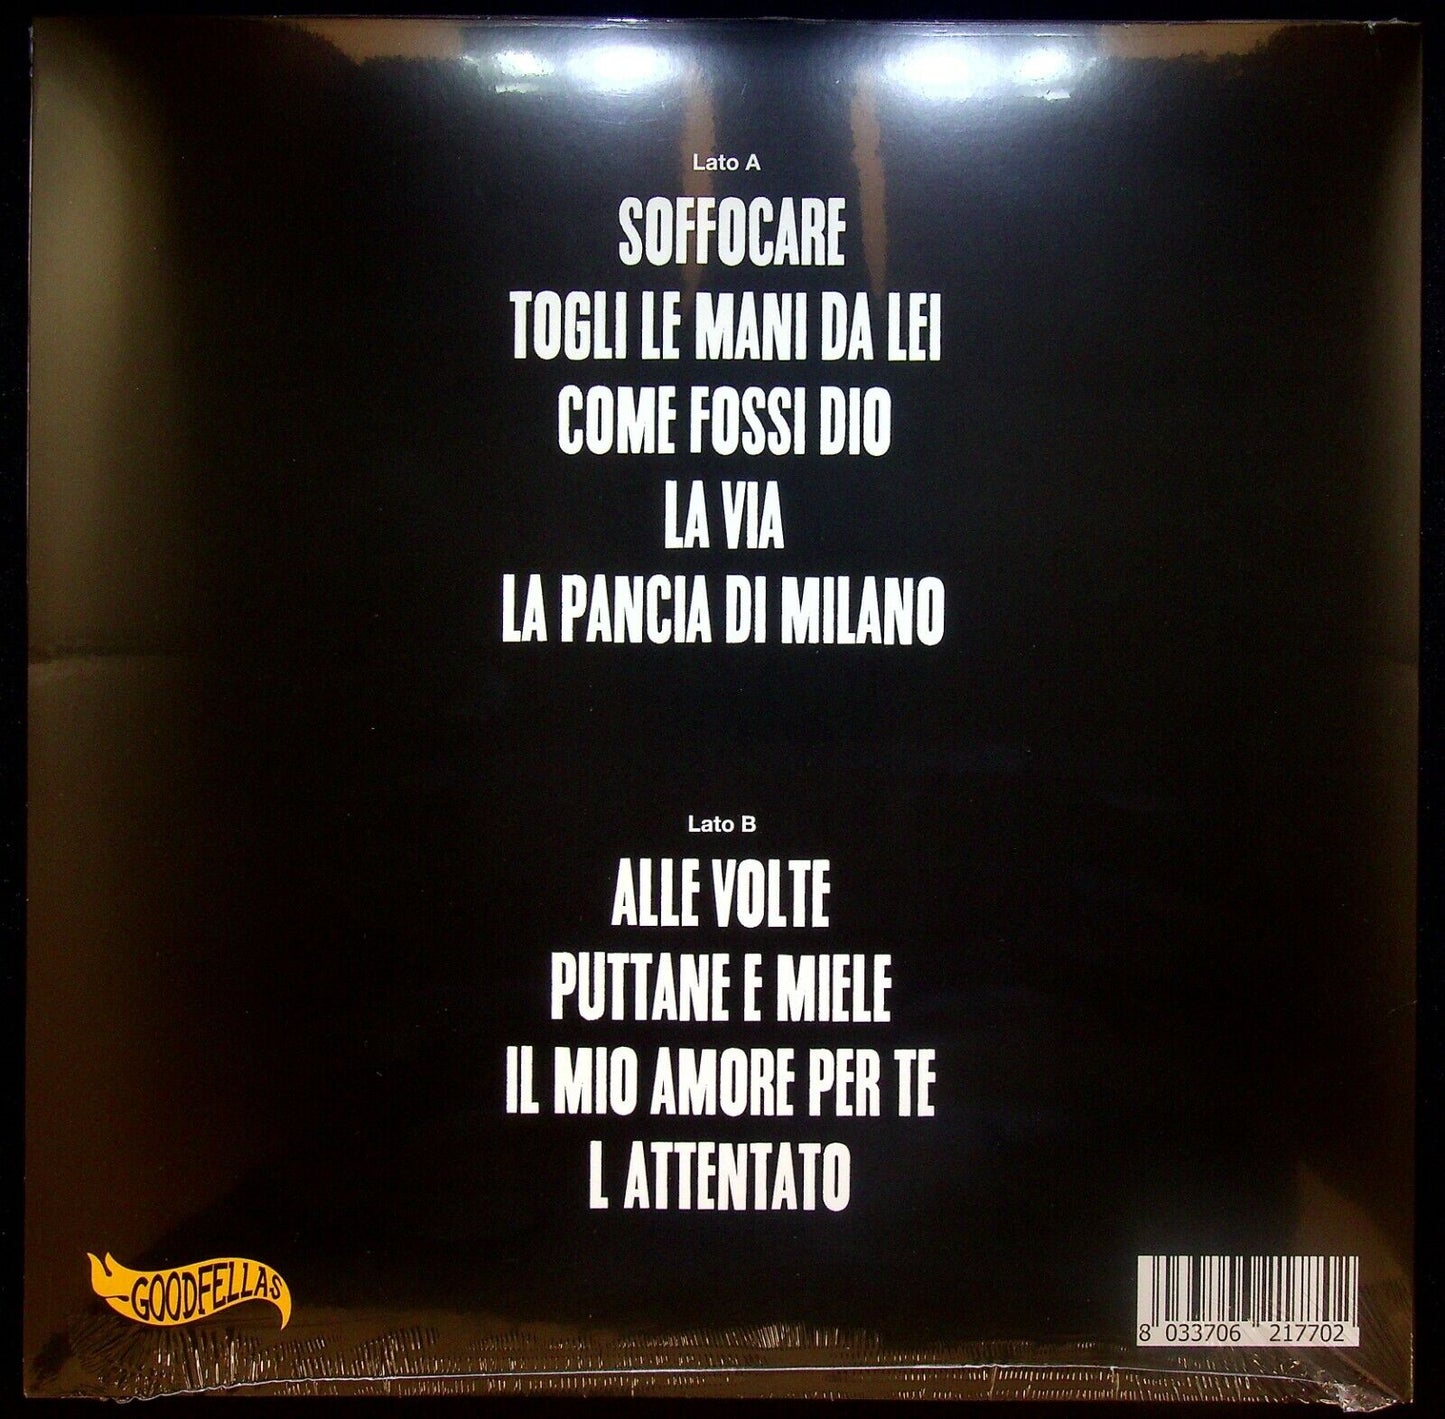 Lato A
SOFFOCARE
TOGLI LE MANI DA LEI
COME FOSSI DIO
LA VIA
LA PANCIA DI MILANO
Lato B
ALLE VOLTE
PUTTANE E MIELE
IL MIO AMORE PER TE
L ATTENTATO
GOODFELLAS
8 033706 217702